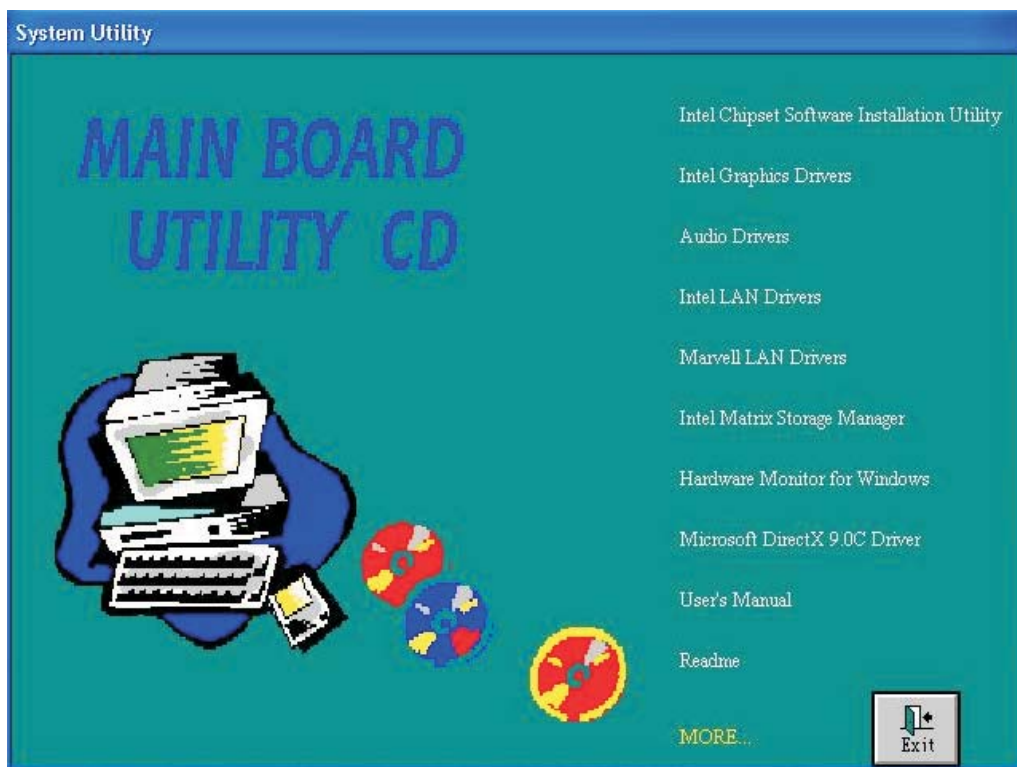 System Utility
MAIN BOARD
UTILITY CD
Intel Chipset Software Installation Utility
Intel Graphics Drivers
Audio Drivers
Intel LAN Drivers
Marvell LAN Drivers
Intel Matrix Storage Manager
Hardware Monitor for Windows
Microsoft DirectX 9.0C Driver
User's Manual
Readme
MORE...
Exit